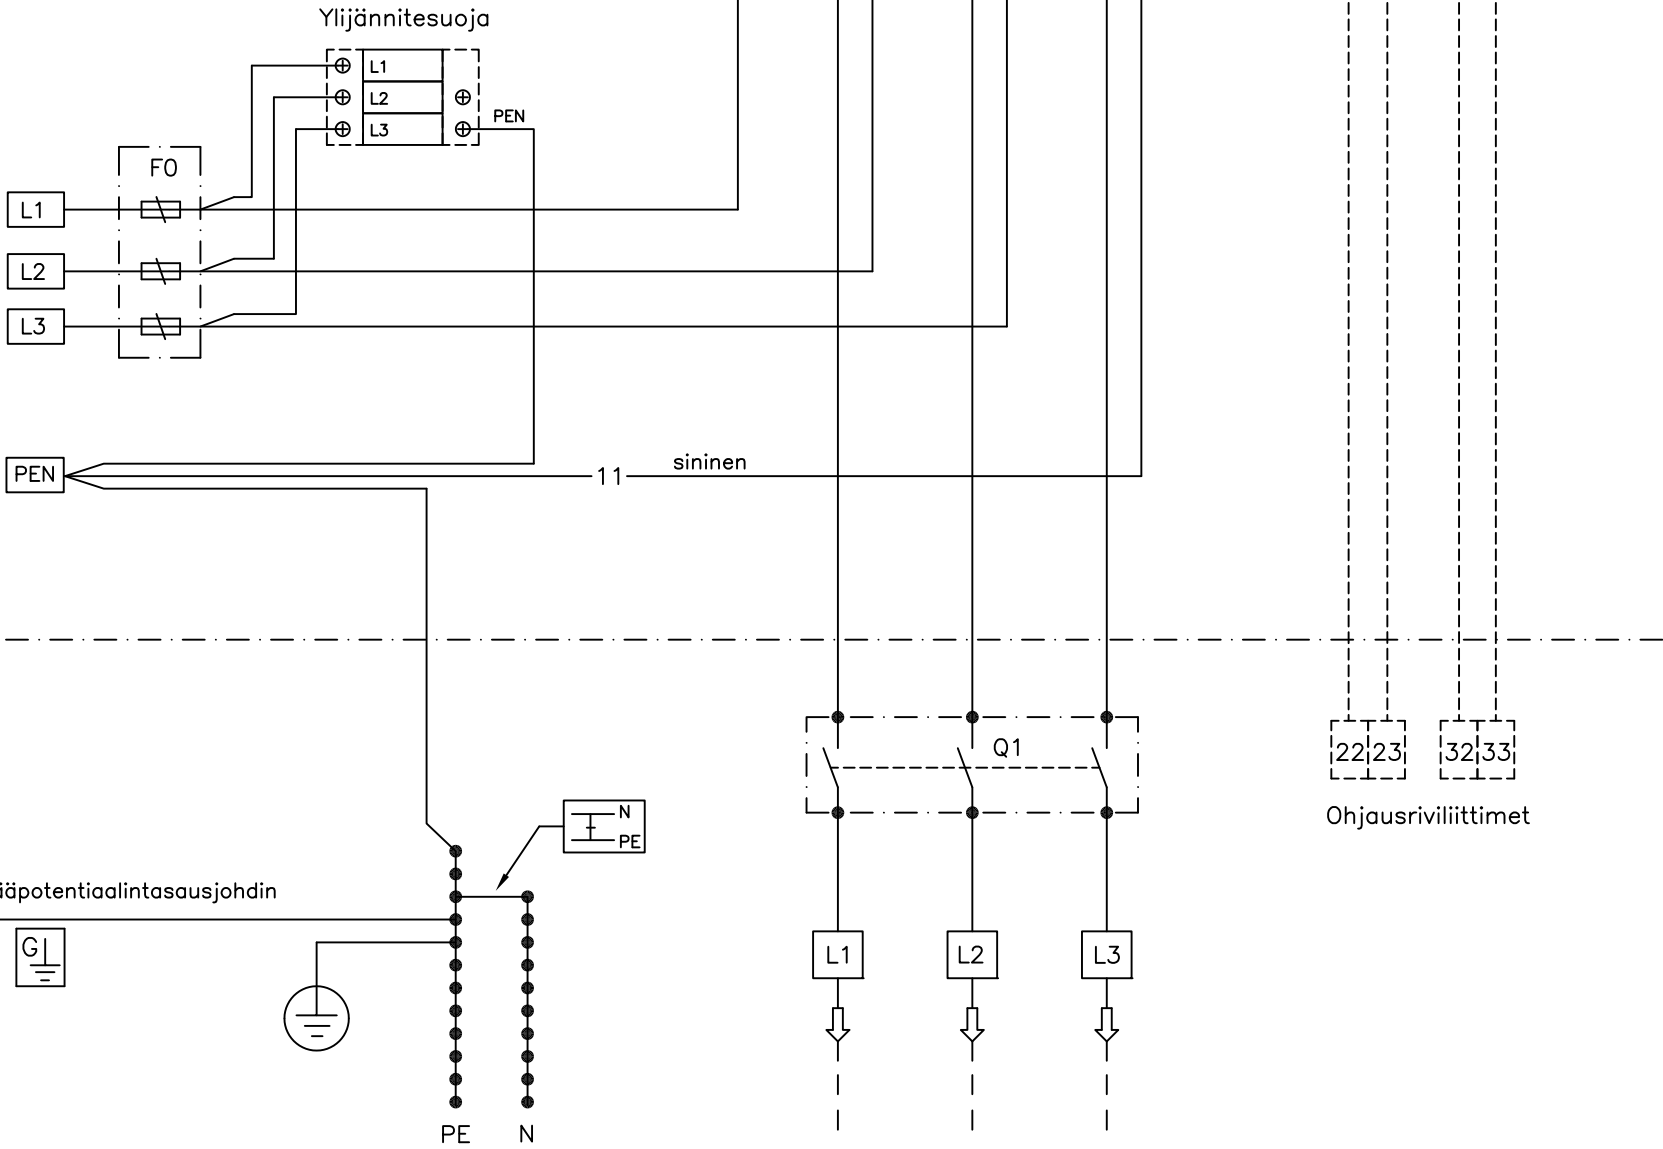 Ylijännitesuoja
L1
L2
L3
PEN
F0
L1
L2
L3
PEN
11
sininen
Q1
22 23 32 33
Ohjausriviliittimet
N
PE
ääpotentiaalintasausjohdin
G
L1 L2 L3
PE N